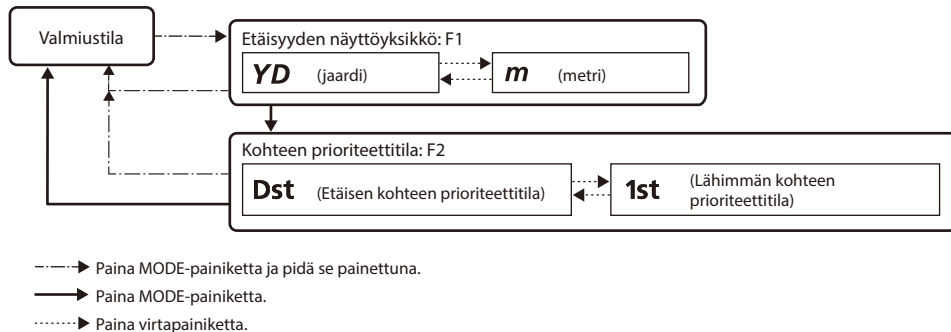 Valmiustila
Etäisyyden näyttöyksikkö: F1
YD (jaardi)
m (metri)
Kohteen prioriteettitila: F2
Dst (Etäisen kohteen prioriteettitila)
1st (Lähimmän kohteen
prioriteettitila)
Paina MODE-painiketta ja pidä se painettuna.
Paina MODE-painiketta.
Paina virtapainiketta.